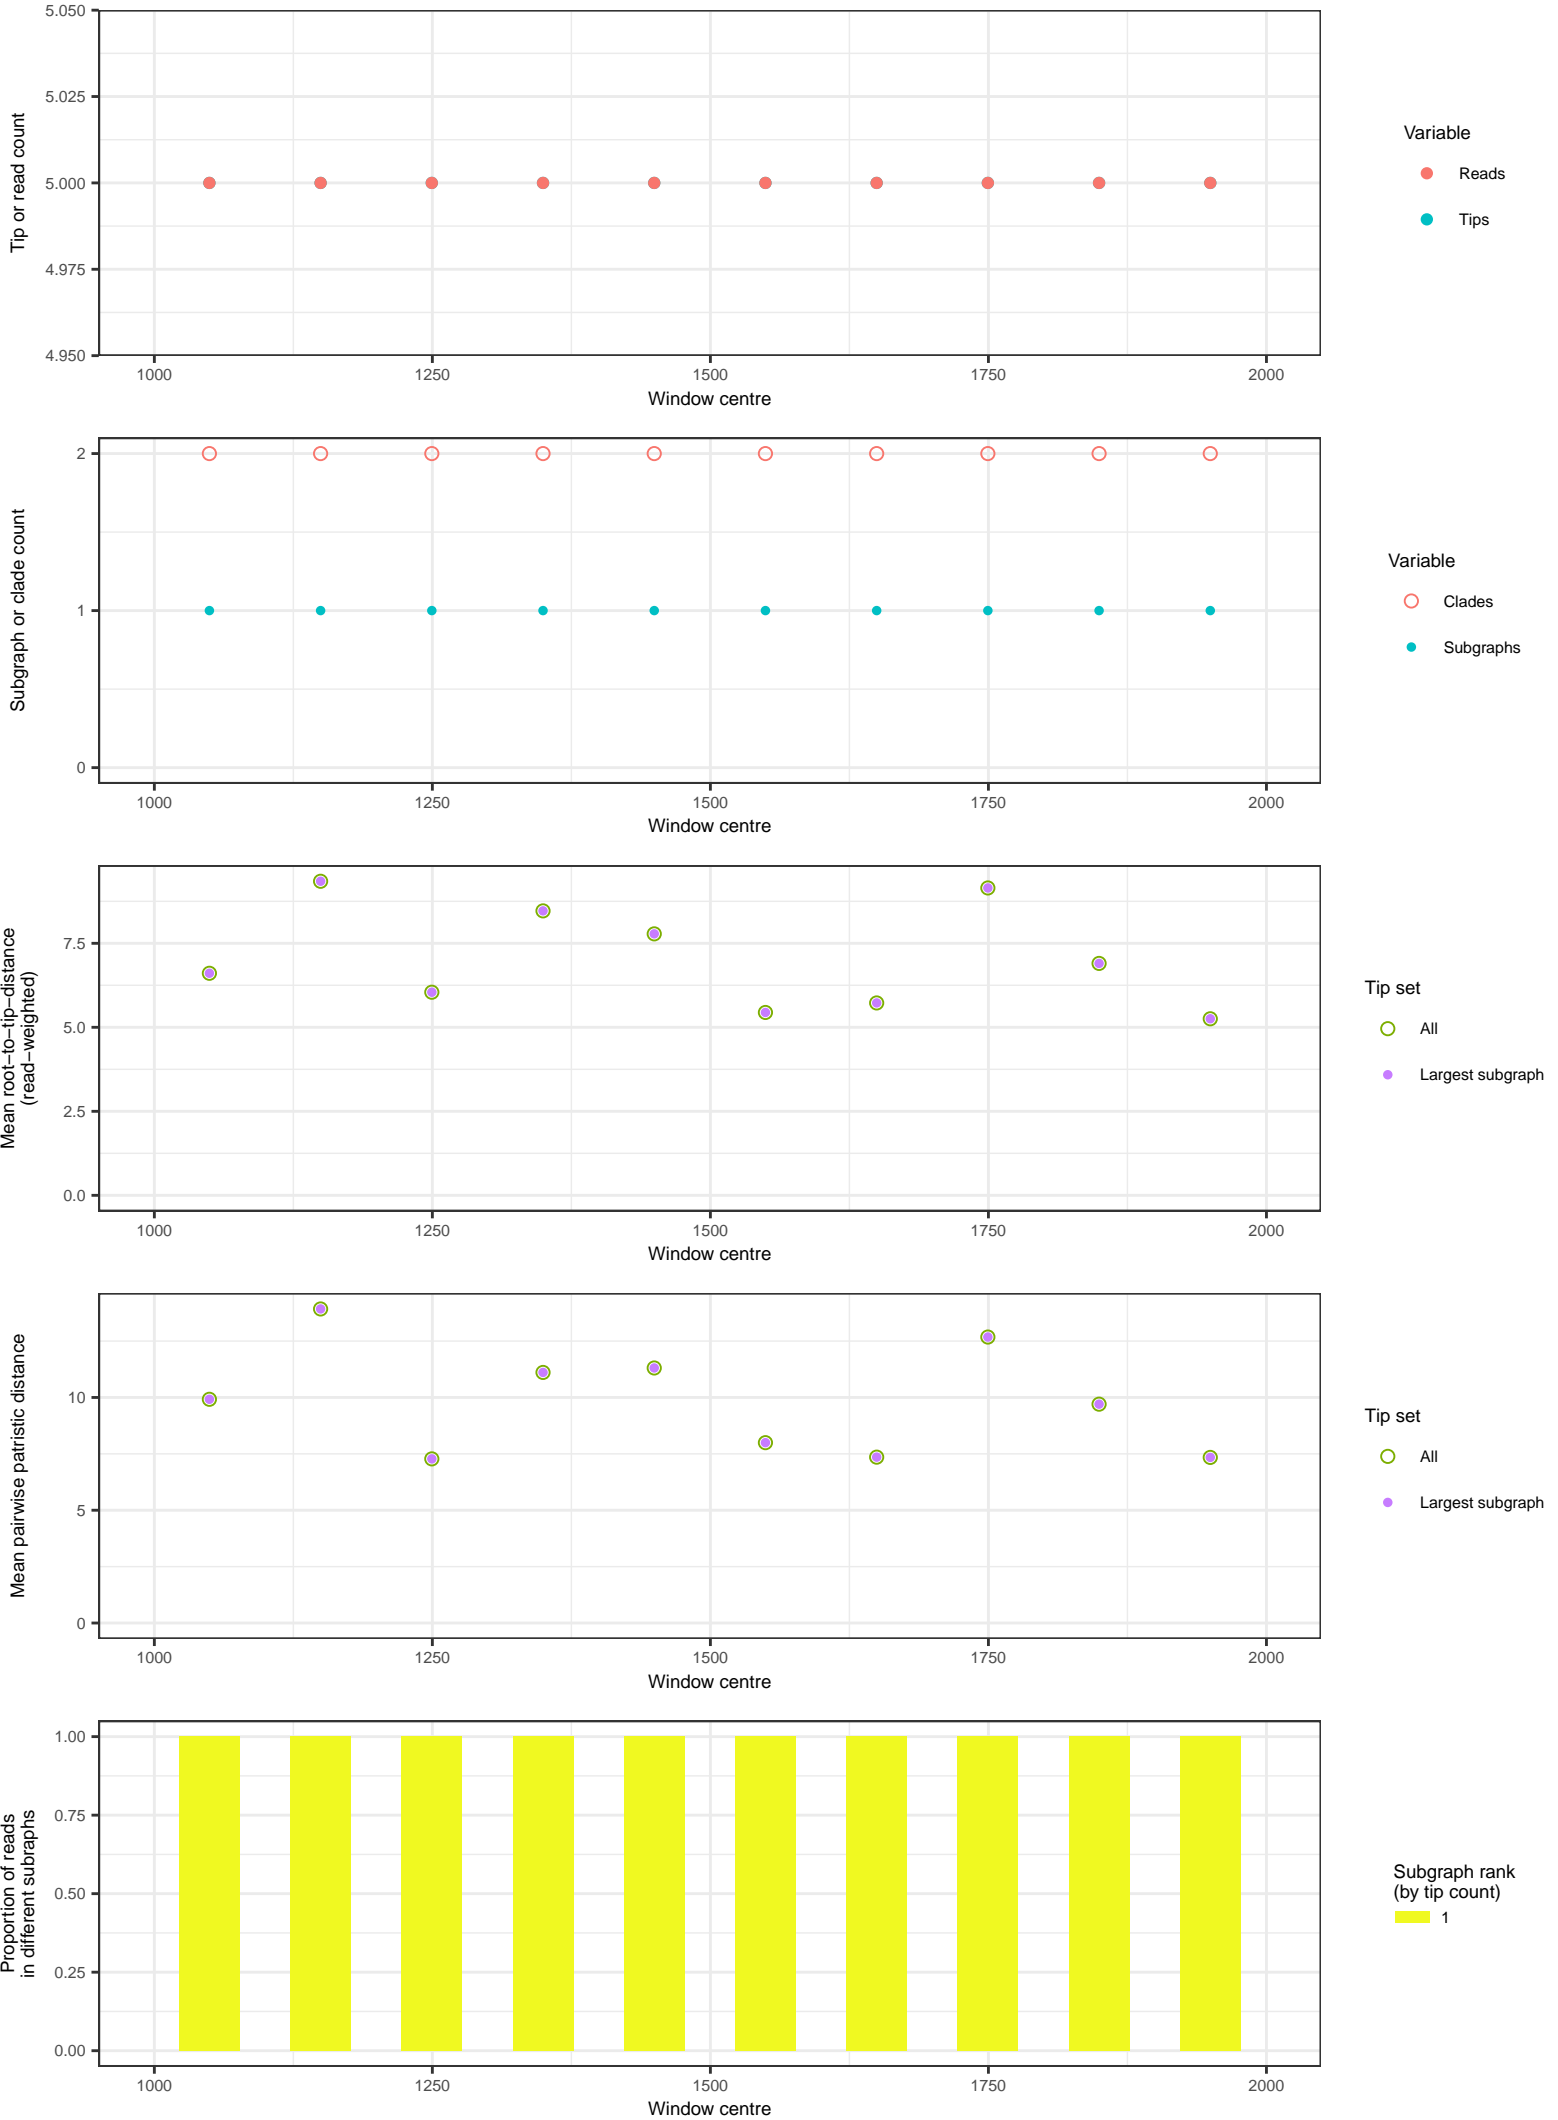 5.050
5.025
5.000
4.975
4.950
Tip or read count
1000 1250 1500 1750 2000
Window centre
Variable
Reads
Tips
2
1
0
Subgraph or clade count
1000 1250 1500 1750 2000
Window centre
Variable
Clades
Subgraphs
7.5
5.0
2.5
0.0
Mean root−to−tip−distance
(read−weighted)
1000 1250 1500 1750 2000
Window centre
Tip set
All
Largest subgraph
10
5
0
Mean pairwise patristic distance
1000 1250 1500 1750 2000
Window centre
Tip set
All
Largest subgraph
1.00
0.75
0.50
0.25
0.00
Proportion of reads
in different subraphs
1000 1250 1500 1750 2000
Window centre
Subgraph rank
(by tip count)
1